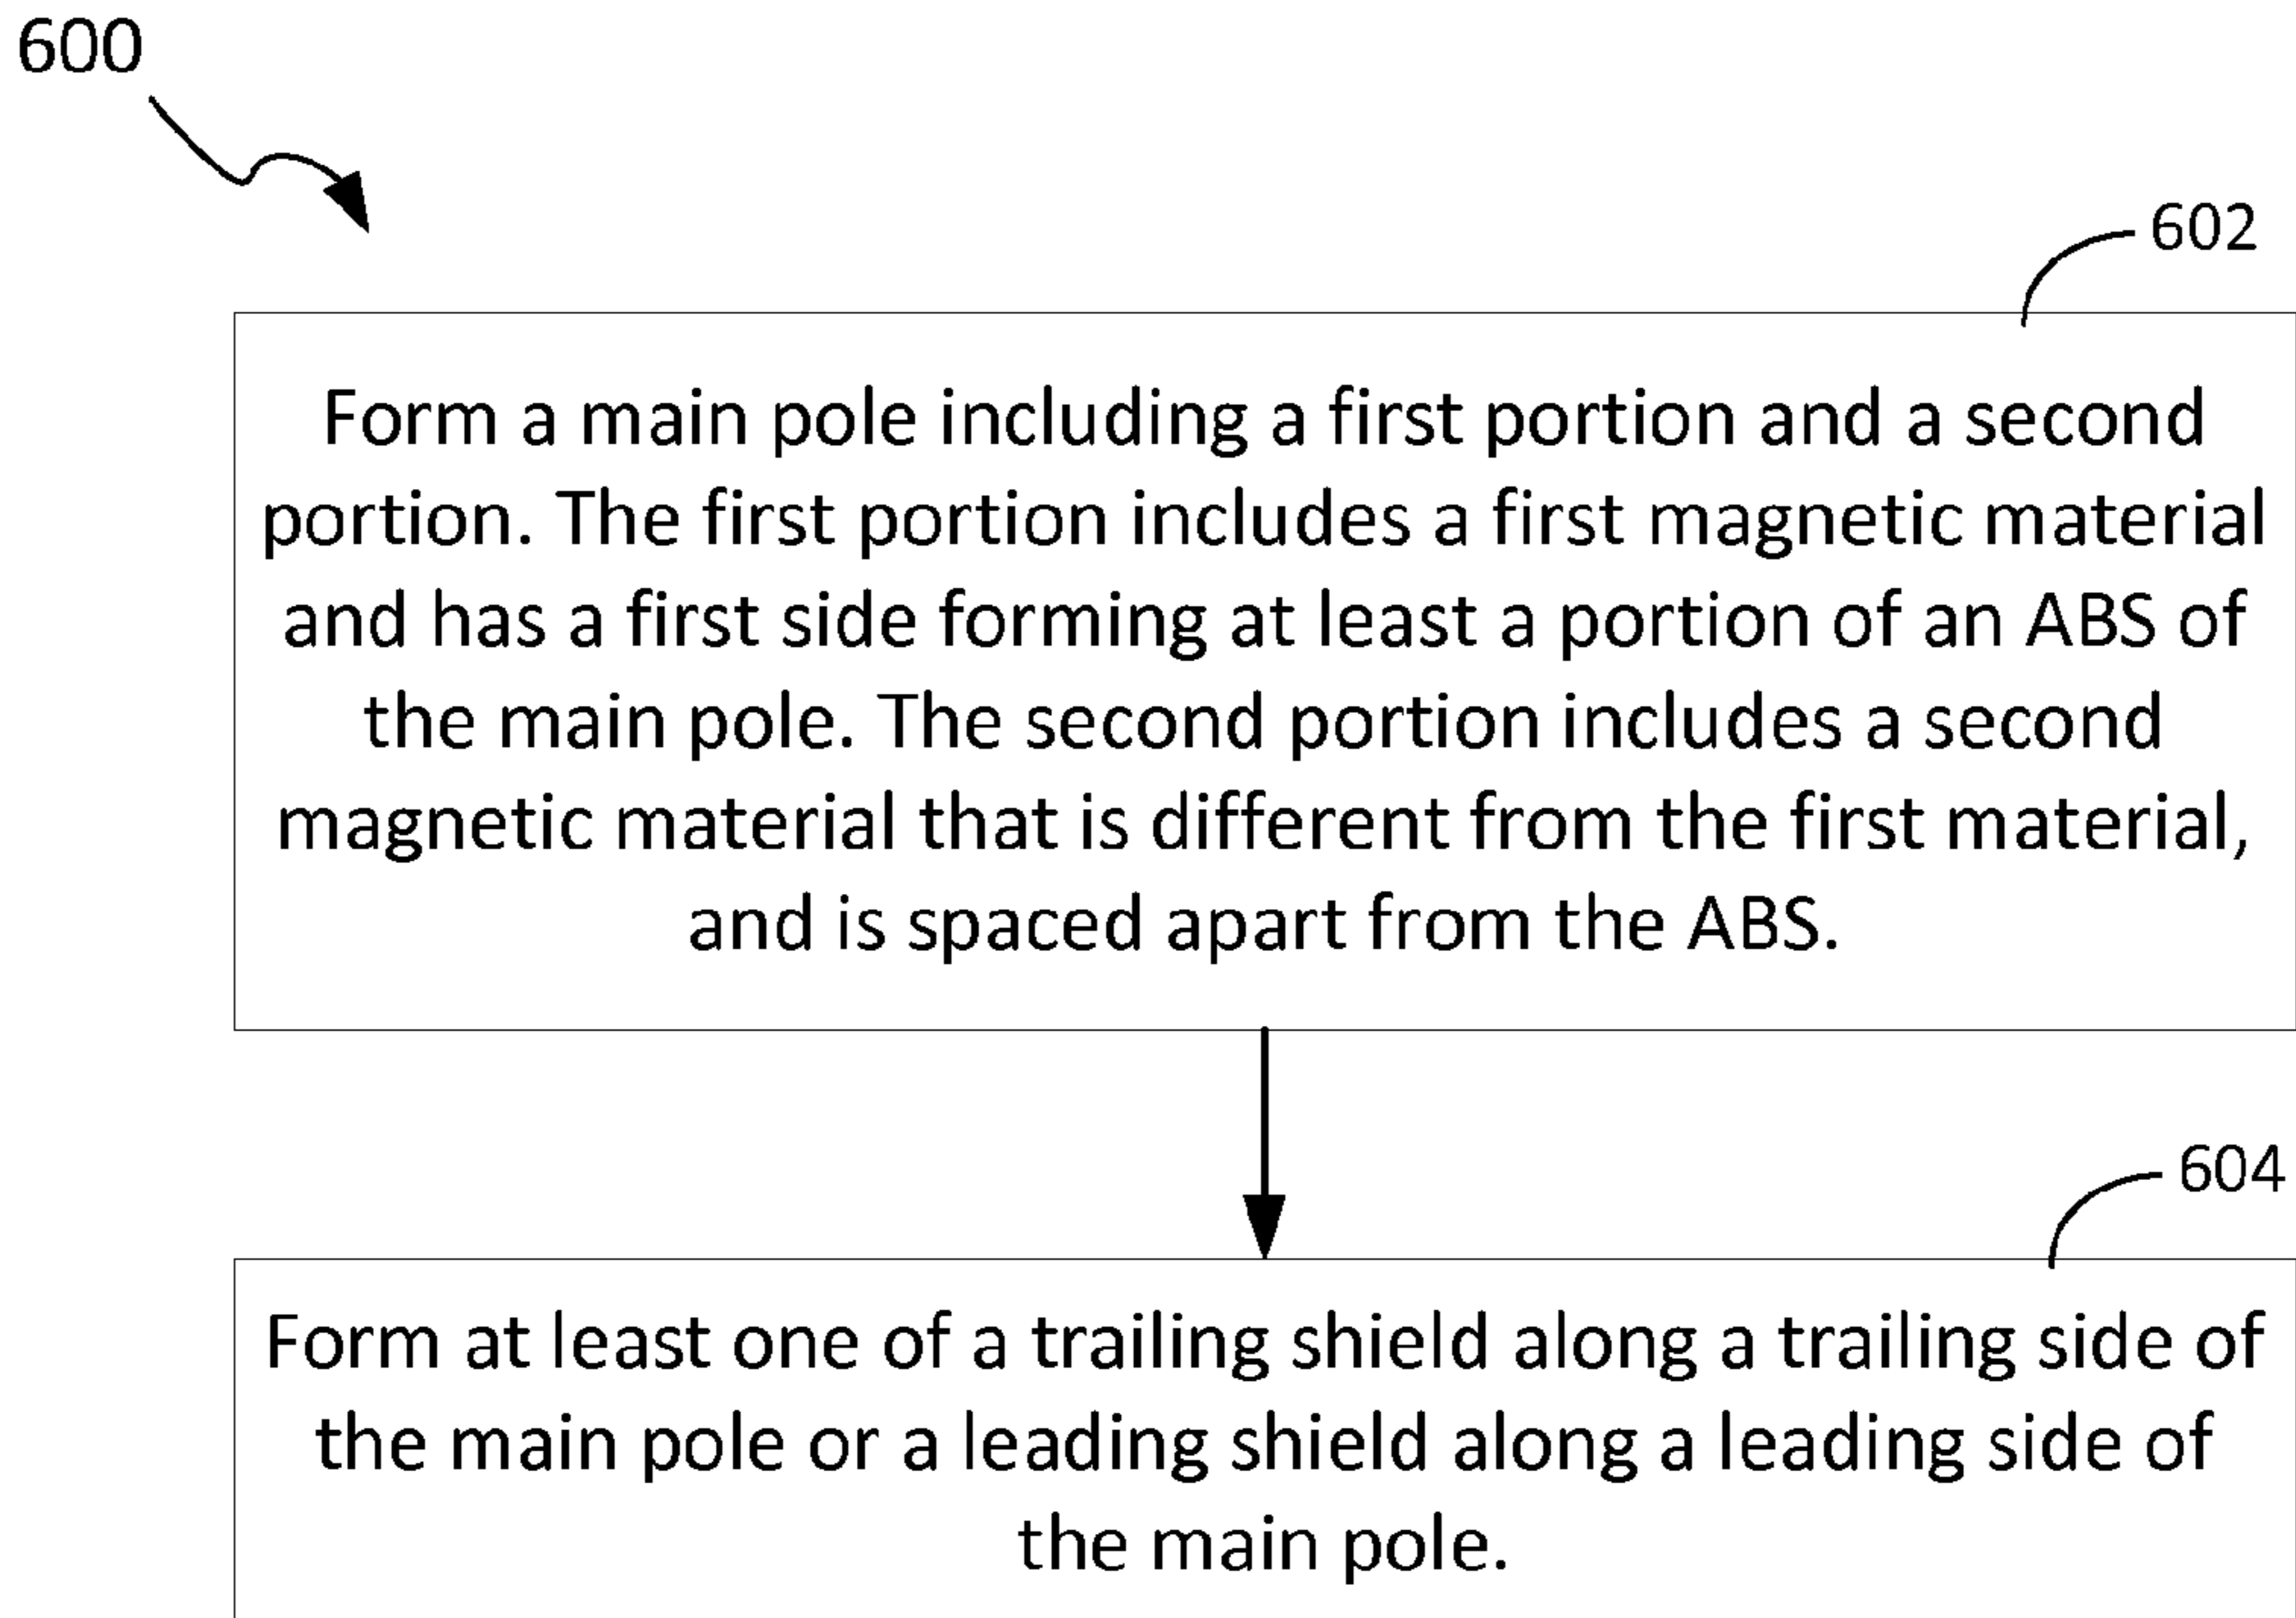 600
602
Form a main pole including a first portion and a second
portion. The first portion includes a first magnetic material
and has a first side forming at least a portion of an ABS of
the main pole. The second portion includes a second
magnetic material that is different from the first material,
and is spaced apart from the ABS.
604
Form at least one of a trailing shield along a trailing side of
the main pole or a leading shield along a leading side of
the main pole.